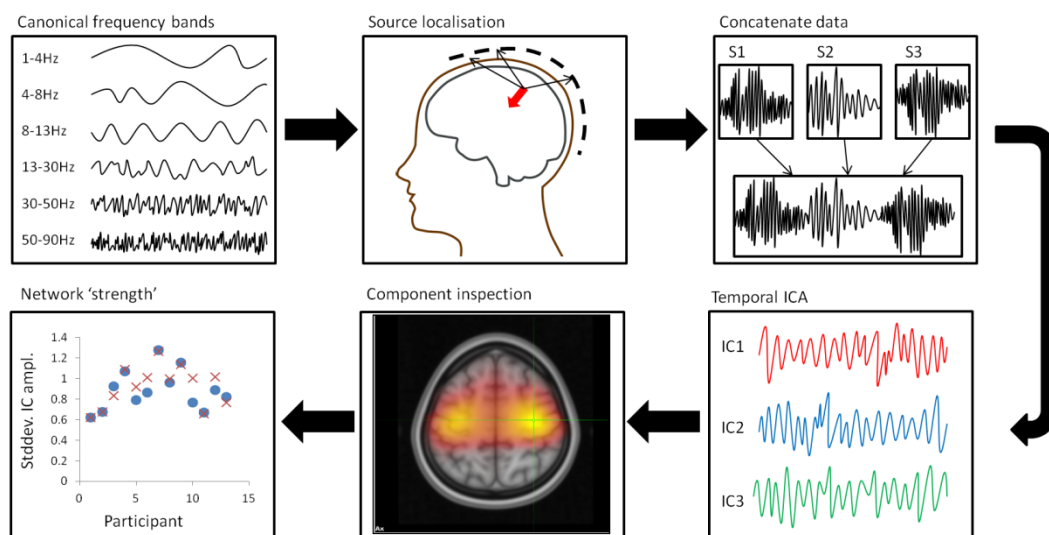 Canonical frequency bands
1-4Hz
4-8Hz
8-13Hz
13-30Hz
30-50Hz
50-90Hz
Source localisation
Concatenate data
S1 S2 S3
Network ‘strength’
Stddev. IC ampl.
1.4
1.2
1
0.8
0.6
0.4
0.2
0
0 5 10 15
Participant
Component inspection
Ax
Temporal ICA
IC1
IC2
IC3